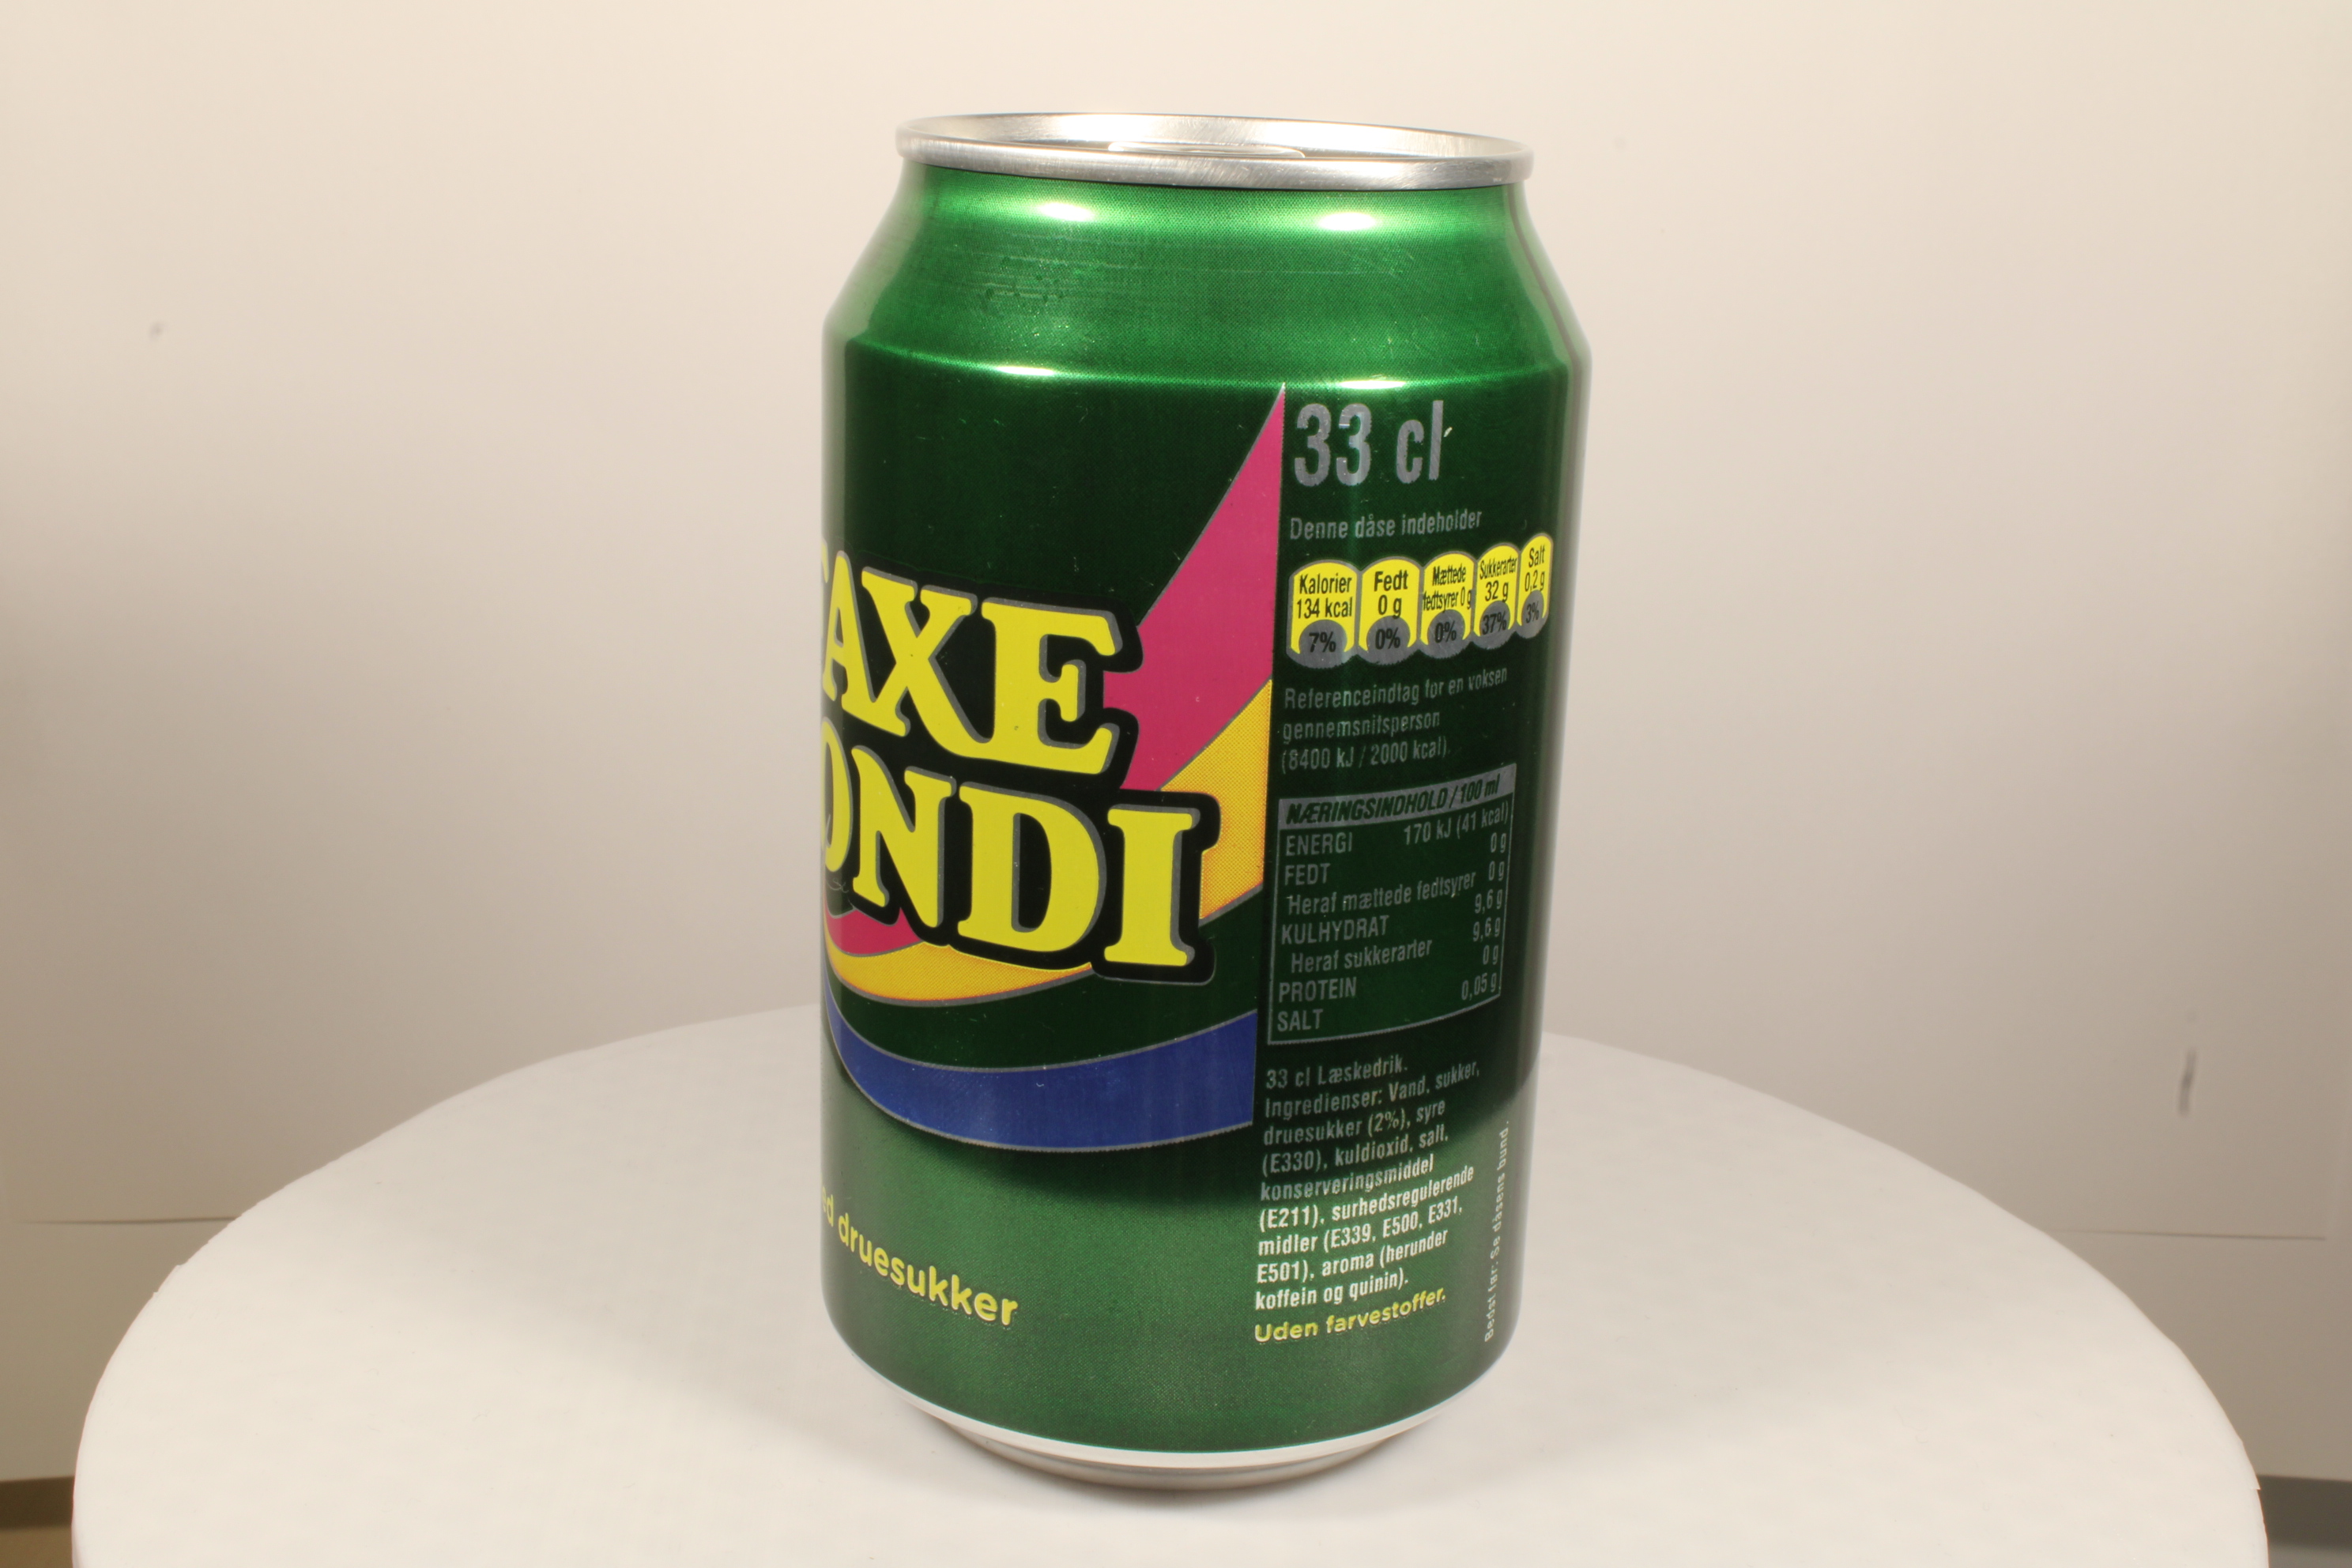 AXE
ONDI
ed druesukker
33 cl
Denne dåse indeholder
Kalorier
134 kcal
7%
Fedt
0 g
0%
Mættede
fedtsyrer 0 g
0%
Sukkerarter
32 g
37%
Salt
0,2 g
3%
Referenceindtag for en voksen
gennemsnitsperson
(8400 kJ / 2000 kcal).
NÆRINGSINDHOLD / 100 ml
ENERGI 170 kJ (41 kcal)
FEDT 0 g
Heraf mættede fedtsyrer 0 g
KULHYDRAT 9,6 g
Heraf sukkerarter 9,6 g
PROTEIN 0 g
SALT 0,05 g
33 cl Læskedrik.
Ingredienser: Vand, sukker,
druesukker (2%), syre
(E330), kuldioxid, salt,
konserveringsmiddel
(E211), surhedsregulerende
midler (E339, E500, E331,
E501), aroma (herunder
koffein og quinin).
Uden farvestoffer.
Bedst før: Se dåsens bund.